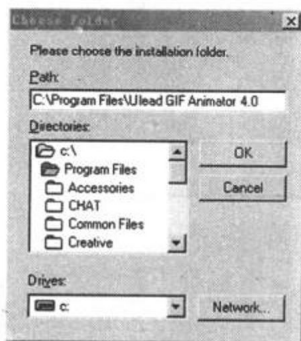 Choose Folder
Please choose the installation folder.
Path:
C:\Program Files\Ulead GIF Animator 4.0
Directories:
c:\
OK
Program Files
Accessories
Cancel
CHAT
Common Files
Creative
Drives:
c:
Network...